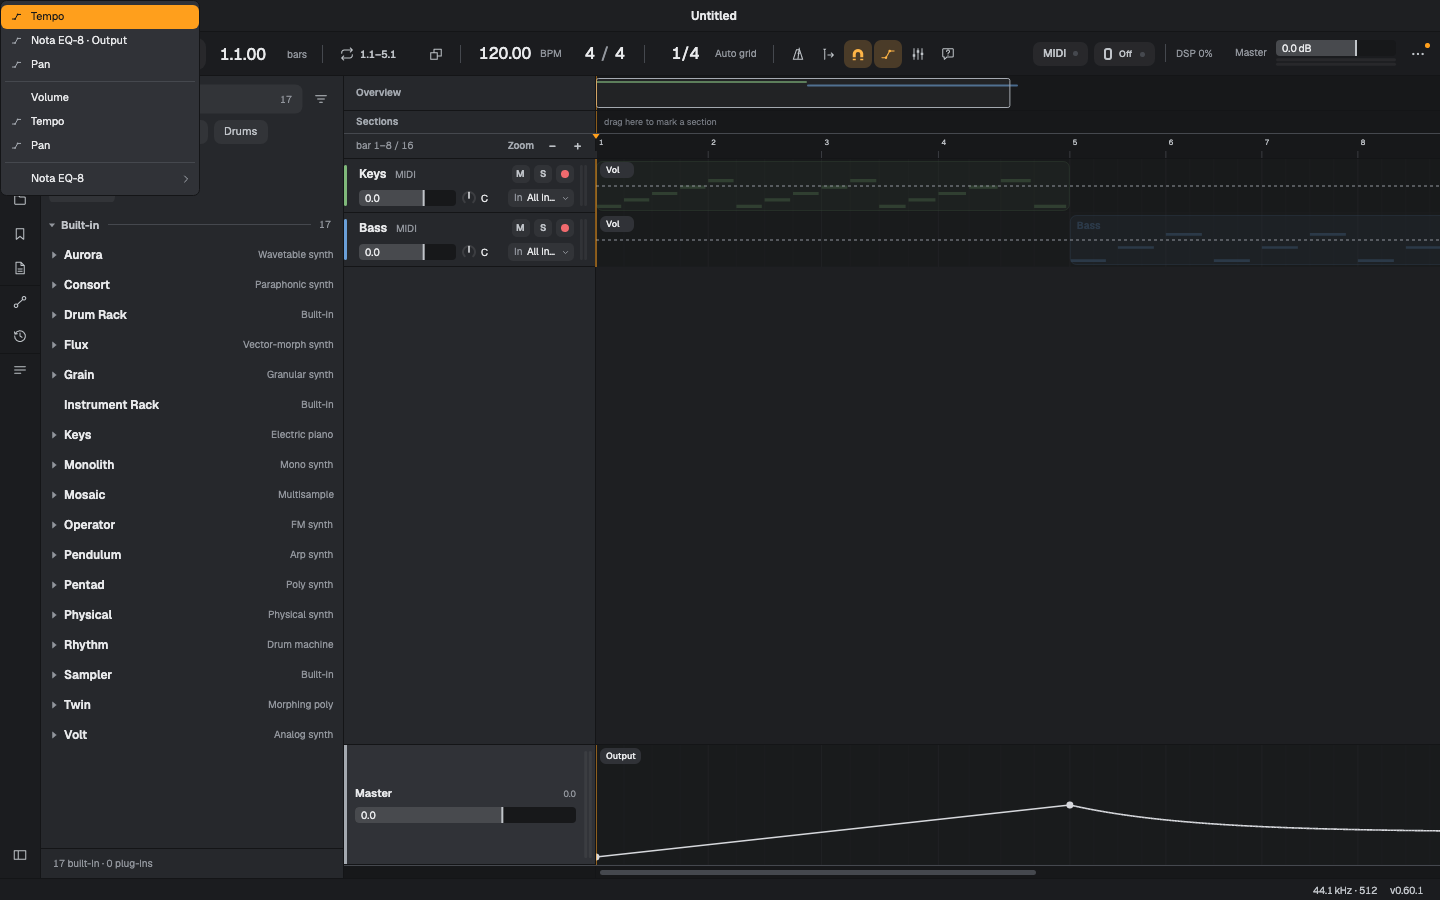 Tempo
Nota EQ-8 · Output
Pan
Volume
Tempo
Pan
Nota EQ-8
Untitled
1.1.00 bars 1.1–5.1 120.00 BPM 4 / 4 1/4 Auto grid MIDI Off DSP 0% Master 0.0 dB
17
Drums
Built-in 17
Aurora Wavetable synth
Consort Paraphonic synth
Drum Rack Built-in
Flux Vector-morph synth
Grain Granular synth
Instrument Rack Built-in
Keys Electric piano
Monolith Mono synth
Mosaic Multisample
Operator FM synth
Pendulum Arp synth
Pentad Poly synth
Physical Physical synth
Rhythm Drum machine
Sampler Built-in
Twin Morphing poly
Volt Analog synth
17 built-in · 0 plug-ins
Overview
Sections drag here to mark a section
bar 1–8 / 16 Zoom − +
1 2 3 4 5 6 7 8
Keys MIDI M S
0.0 C In All In...
Vol
Bass MIDI M S
0.0 C In All In...
Vol
Bass
Master 0.0
0.0
Output
44.1 kHz · 512 v0.60.1